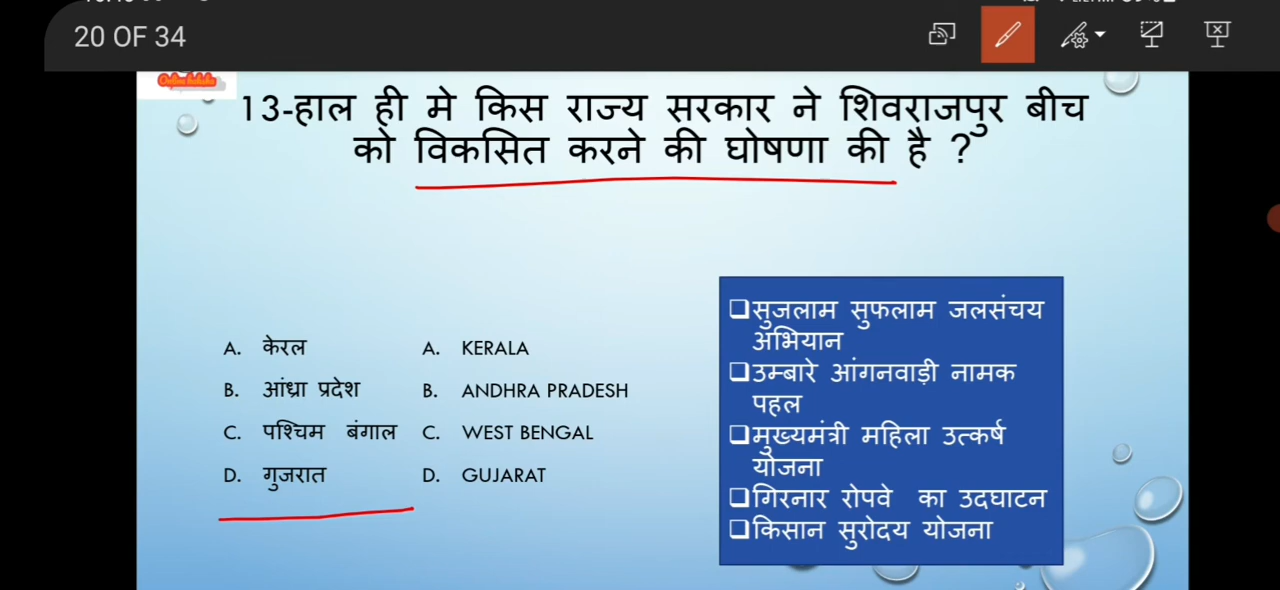 20 OF 34
13-हाल ही मे किस राज्य सरकार ने शिवराजपुर बीच
को विकसित करने की घोषणा की है ?
A. केरल
B. आंध्रा प्रदेश
C. पश्चिम बंगाल
D. गुजरात
A. KERALA
B. ANDHRA PRADESH
C. WEST BENGAL
D. GUJARAT
❑सुजलाम सुफलाम जलसंचय
अभियान
❑उम्बारे आंगनवाड़ी नामक
पहल
❑मुख्यमंत्री महिला उत्कर्ष
योजना
❑गिरनार रोपवे का उदघाटन
❑किसान सुरोदय योजना